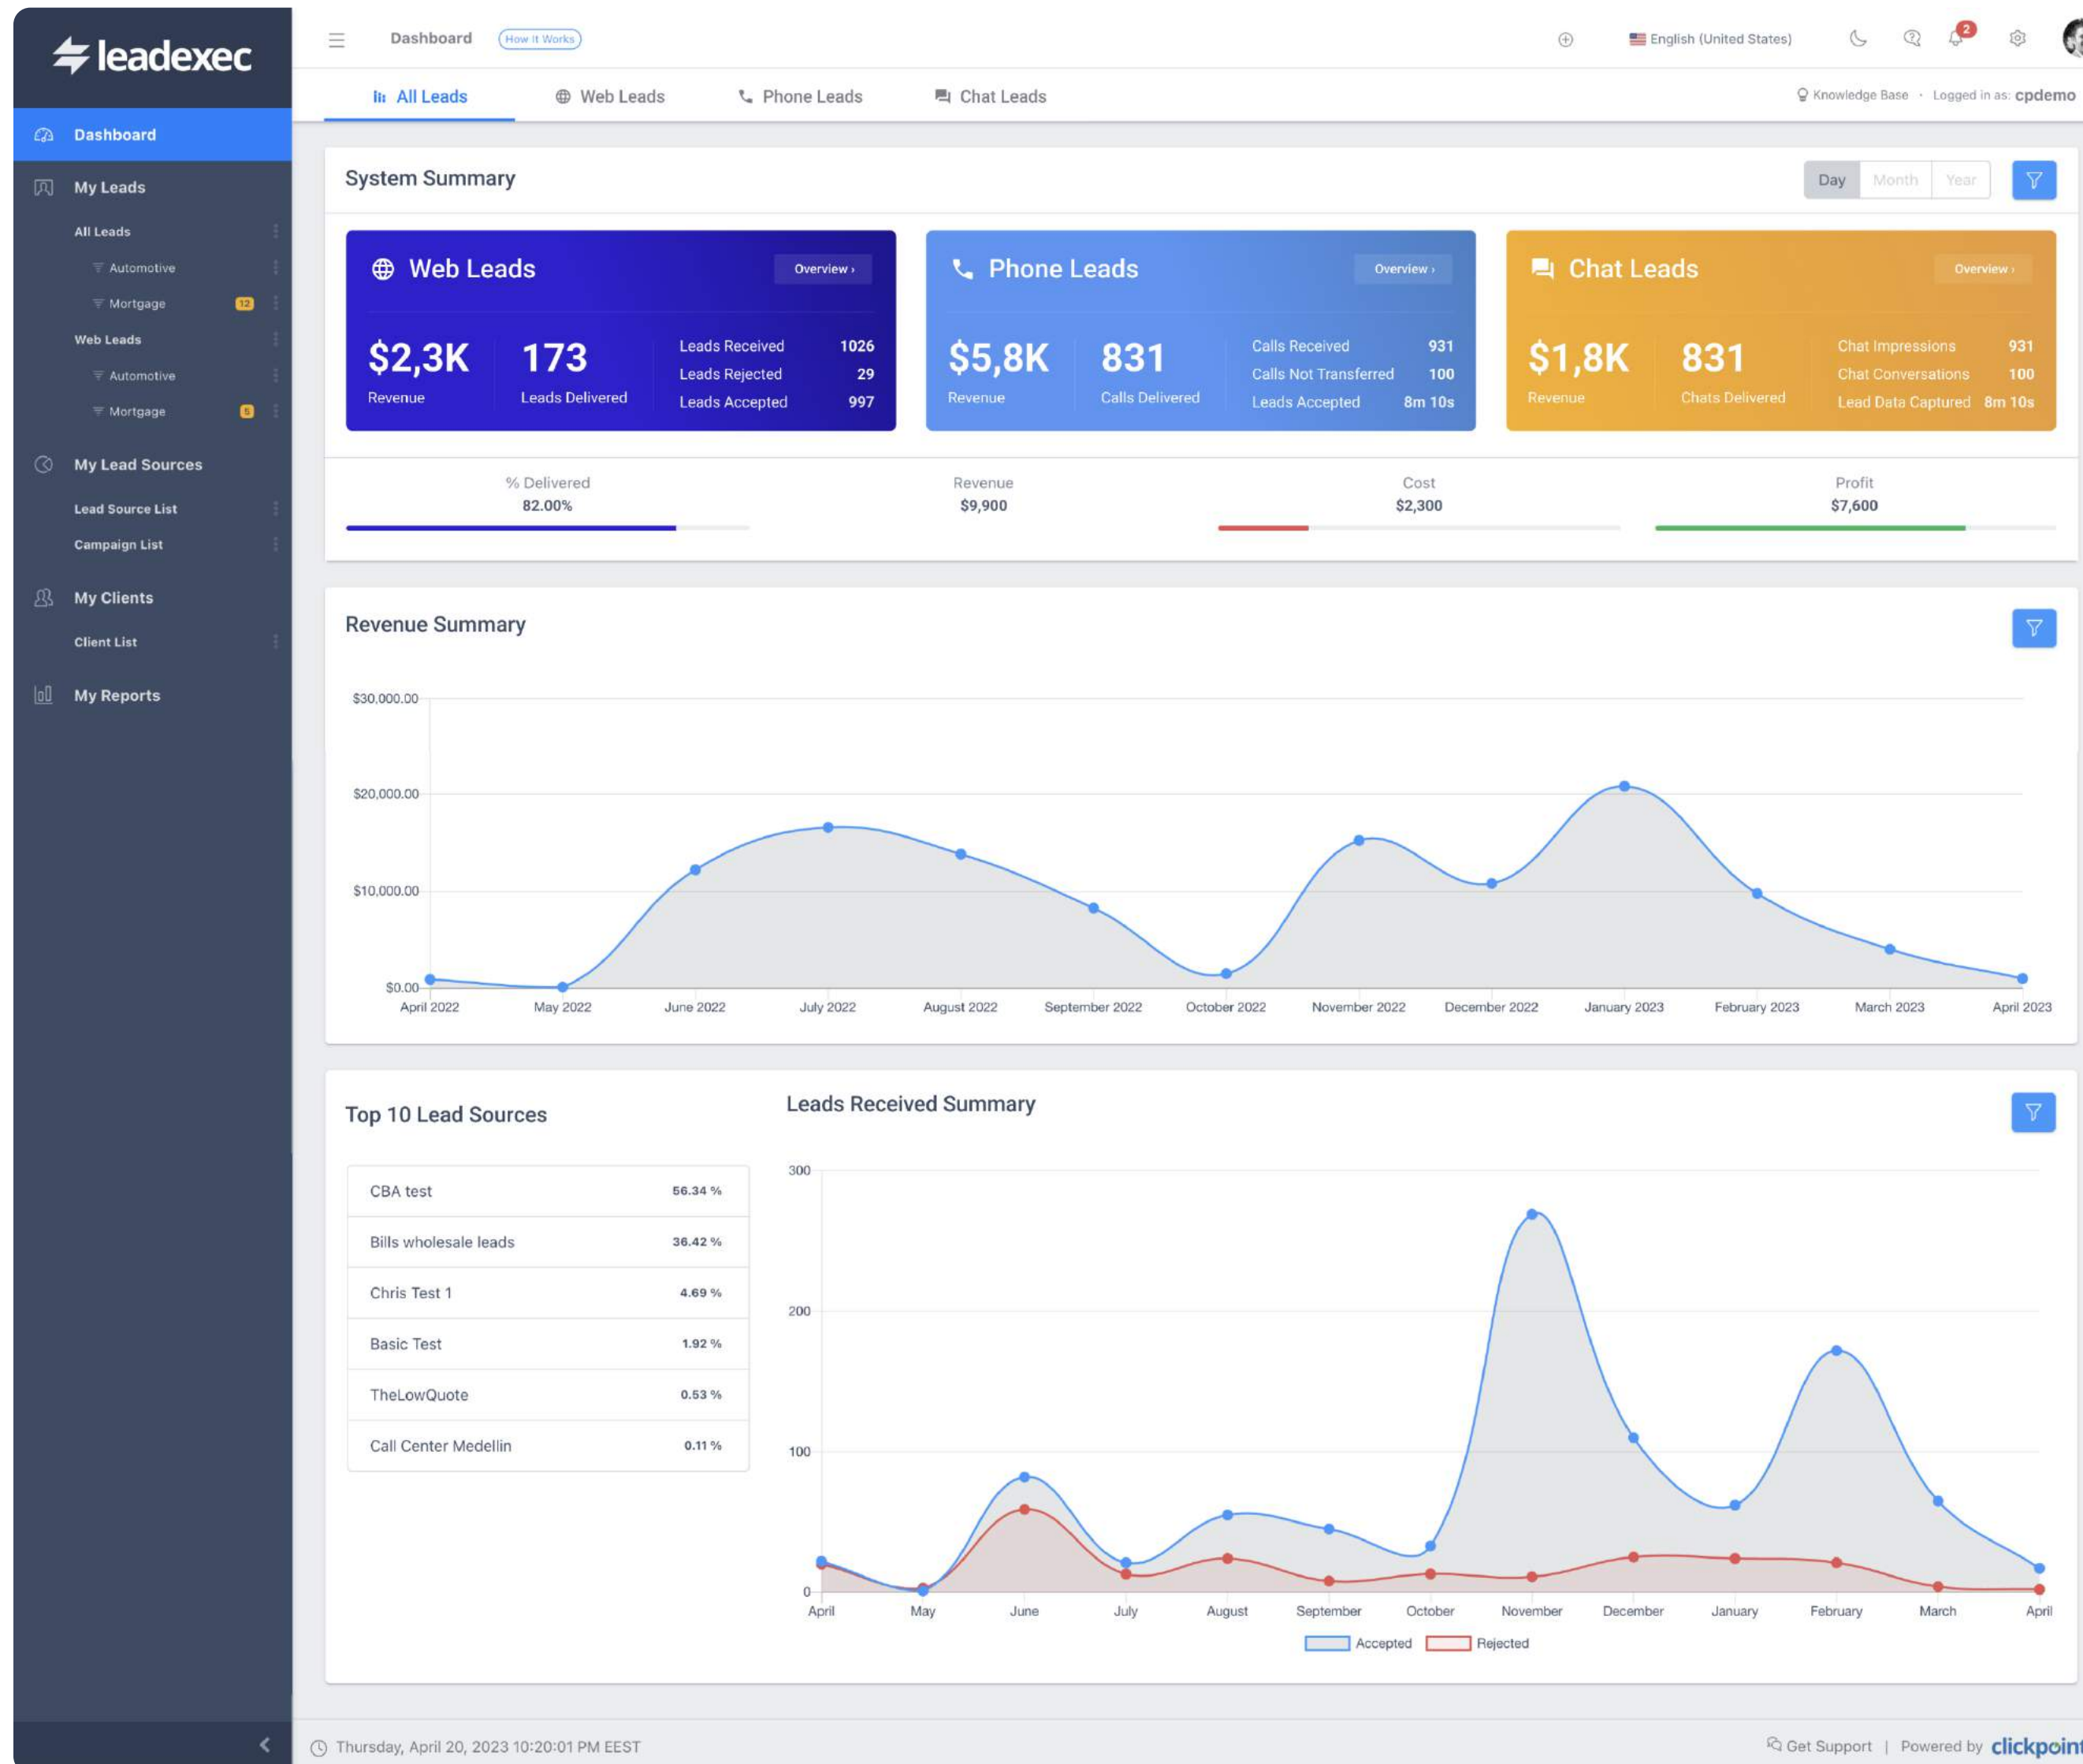 leadexec
Dashboard How It Works
English (United States) 2
All Leads Web Leads Phone Leads Chat Leads
Knowledge Base · Logged in as: cpdemo
Dashboard
My Leads
All Leads
Automotive
Mortgage 12
Web Leads
Automotive
Mortgage 5
My Lead Sources
Lead Source List
Campaign List
My Clients
Client List
My Reports
System Summary
Day Month Year
Web Leads Overview ›
$2,3K
Revenue
173
Leads Delivered
Leads Received 1026
Leads Rejected 29
Leads Accepted 997
Phone Leads Overview ›
$5,8K
Revenue
831
Calls Delivered
Calls Received 931
Calls Not Transferred 100
Leads Accepted 8m 10s
Chat Leads Overview ›
$1,8K
Revenue
831
Chats Delivered
Chat Impressions 931
Chat Conversations 100
Lead Data Captured 8m 10s
% Delivered
82.00%
Revenue
$9,900
Cost
$2,300
Profit
$7,600
Revenue Summary
$30,000.00
$20,000.00
$10,000.00
$0.00
April 2022 May 2022 June 2022 July 2022 August 2022 September 2022 October 2022 November 2022 December 2022 January 2023 February 2023 March 2023 April 2023
Top 10 Lead Sources
CBA test 56.34 %
Bills wholesale leads 36.42 %
Chris Test 1 4.69 %
Basic Test 1.92 %
TheLowQuote 0.53 %
Call Center Medellin 0.11 %
Leads Received Summary
300
200
100
0
April May June July August September October November December January February March April
Accepted Rejected
Thursday, April 20, 2023 10:20:01 PM EEST
Get Support | Powered by clickpoint